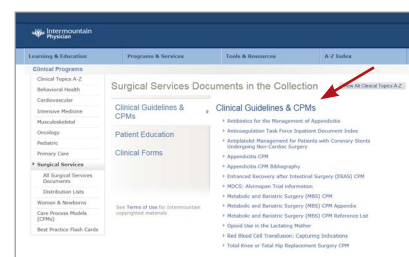 Intermountain
Physician
Learning & Education
Programs & Services
Tools & Resources
A-Z Index
Clinical Programs
Clinical Topics A-Z
Behavioral Health
Cardiovascular
Intensive Medicine
Musculoskeletal
Oncology
Pediatric
Primary Care
Surgical Services
All Surgical Services
Documents
Distribution Lists
Women & Newborns
Care Process Models
(CPMs)
Best Practice Flash Cards
Surgical Services Documents in the Collection
View All Clinical Topics A-Z
Clinical Guidelines &
CPMs
Patient Education
Clinical Forms
See Terms of Use for Intermountain
copyrighted materials
Clinical Guidelines & CPMs
Antibiotics for the Management of Appendicitis
Anticoagulation Task Force Inpatient Document Index
Antiplatelet Management for Patients with Coronary Stents
Undergoing Non-Cardiac Surgery
Appendicitis CPM
Appendicitis CPM Bibliography
Enhanced Recovery after Intestinal Surgery (ERAS) CPM
MDCG: Alvimopan Trial information
Metabolic and Bariatric Surgery (MBS) CPM
Metabolic and Bariatric Surgery (MBS) CPM Appendix
Metabolic and Bariatric Surgery (MBS) CPM Reference List
Opioid Use in the Lactating Mother
Red Blood Cell Transfusion: Capturing Indications
Total Knee or Total Hip Replacement Surgery CPM